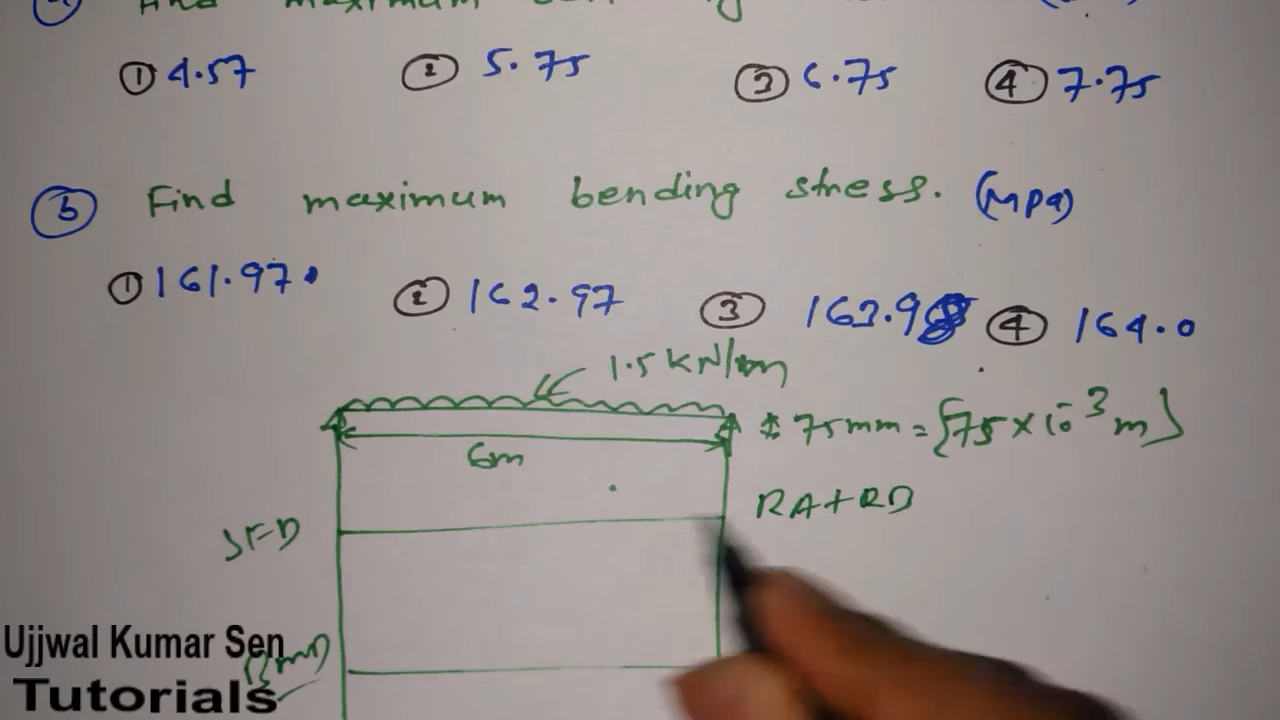 maximum
① 4.57 ② 5.75 ③ 6.75 ④ 7.75
b Find maximum bending stress. (Mpa)
① 161.97 ② 162.97 ③ 163.98 ④ 164.0
1.5 KN/m
75mm = {75 × 10⁻³ m}
6m
RA + RB
SFD
BMD
Ujjwal Kumar Sen
Tutorials